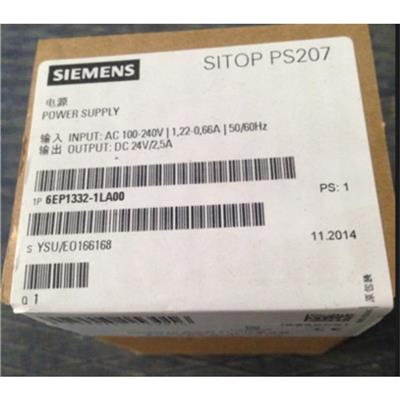 SIEMENS
SITOP PS207
电源
POWER SUPPLY
输入 INPUT: AC 100-240V | 1,22-0,66A | 50/60Hz
输出 OUTPUT: DC 24V/2,5A
1P 6EP1332-1LA00
PS: 1
S YSU/E0166168
11.2014
Q 1